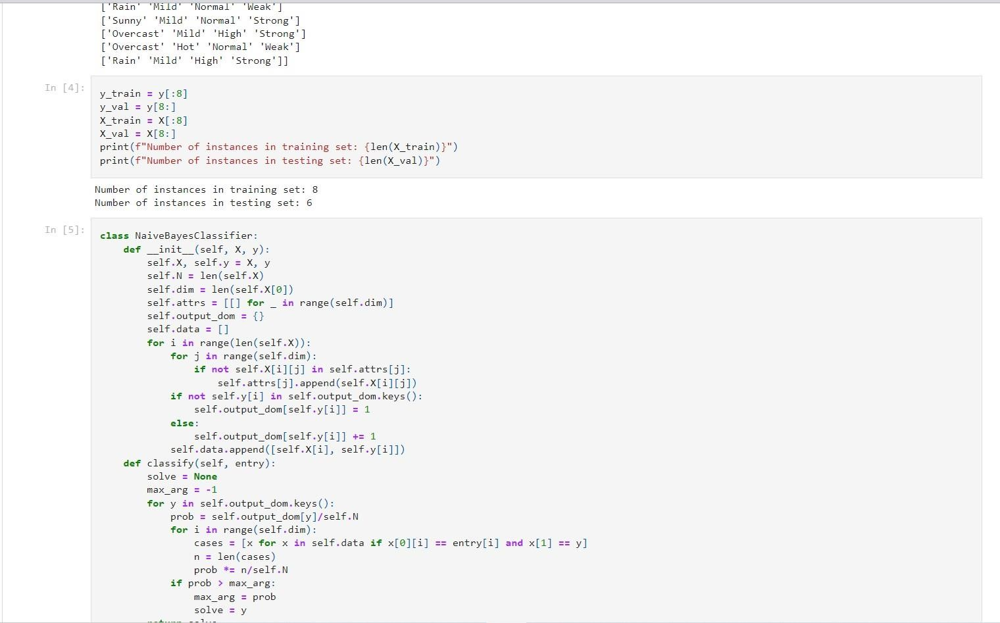 ['Rain' 'Mild' 'Normal' 'Weak']
['Sunny' 'Mild' 'Normal' 'Strong']
['Overcast' 'Mild' 'High' 'Strong']
['Overcast' 'Hot' 'Normal' 'Weak']
['Rain' 'Mild' 'High' 'Strong']]
In [4]:
y_train = y[:8]
y_val = y[8:]
X_train = X[:8]
X_val = X[8:]
print(f"Number of instances in training set: {len(X_train)}")
print(f"Number of instances in testing set: {len(X_val)}")
Number of instances in training set: 8
Number of instances in testing set: 6
In [5]:
class NaiveBayesClassifier:
    def __init__(self, X, y):
        self.X, self.y = X, y
        self.N = len(self.X)
        self.dim = len(self.X[0])
        self.attrs = [[] for _ in range(self.dim)]
        self.output_dom = {}
        self.data = []
        for i in range(len(self.X)):
            for j in range(self.dim):
                if not self.X[i][j] in self.attrs[j]:
                    self.attrs[j].append(self.X[i][j])
            if not self.y[i] in self.output_dom.keys():
                self.output_dom[self.y[i]] = 1
            else:
                self.output_dom[self.y[i]] += 1
            self.data.append([self.X[i], self.y[i]])
    def classify(self, entry):
        solve = None
        max_arg = -1
        for y in self.output_dom.keys():
            prob = self.output_dom[y]/self.N
            for i in range(self.dim):
                cases = [x for x in self.data if x[0][i] == entry[i] and x[1] == y]
                n = len(cases)
                prob *= n/self.N
            if prob > max_arg:
                max_arg = prob
                solve = y